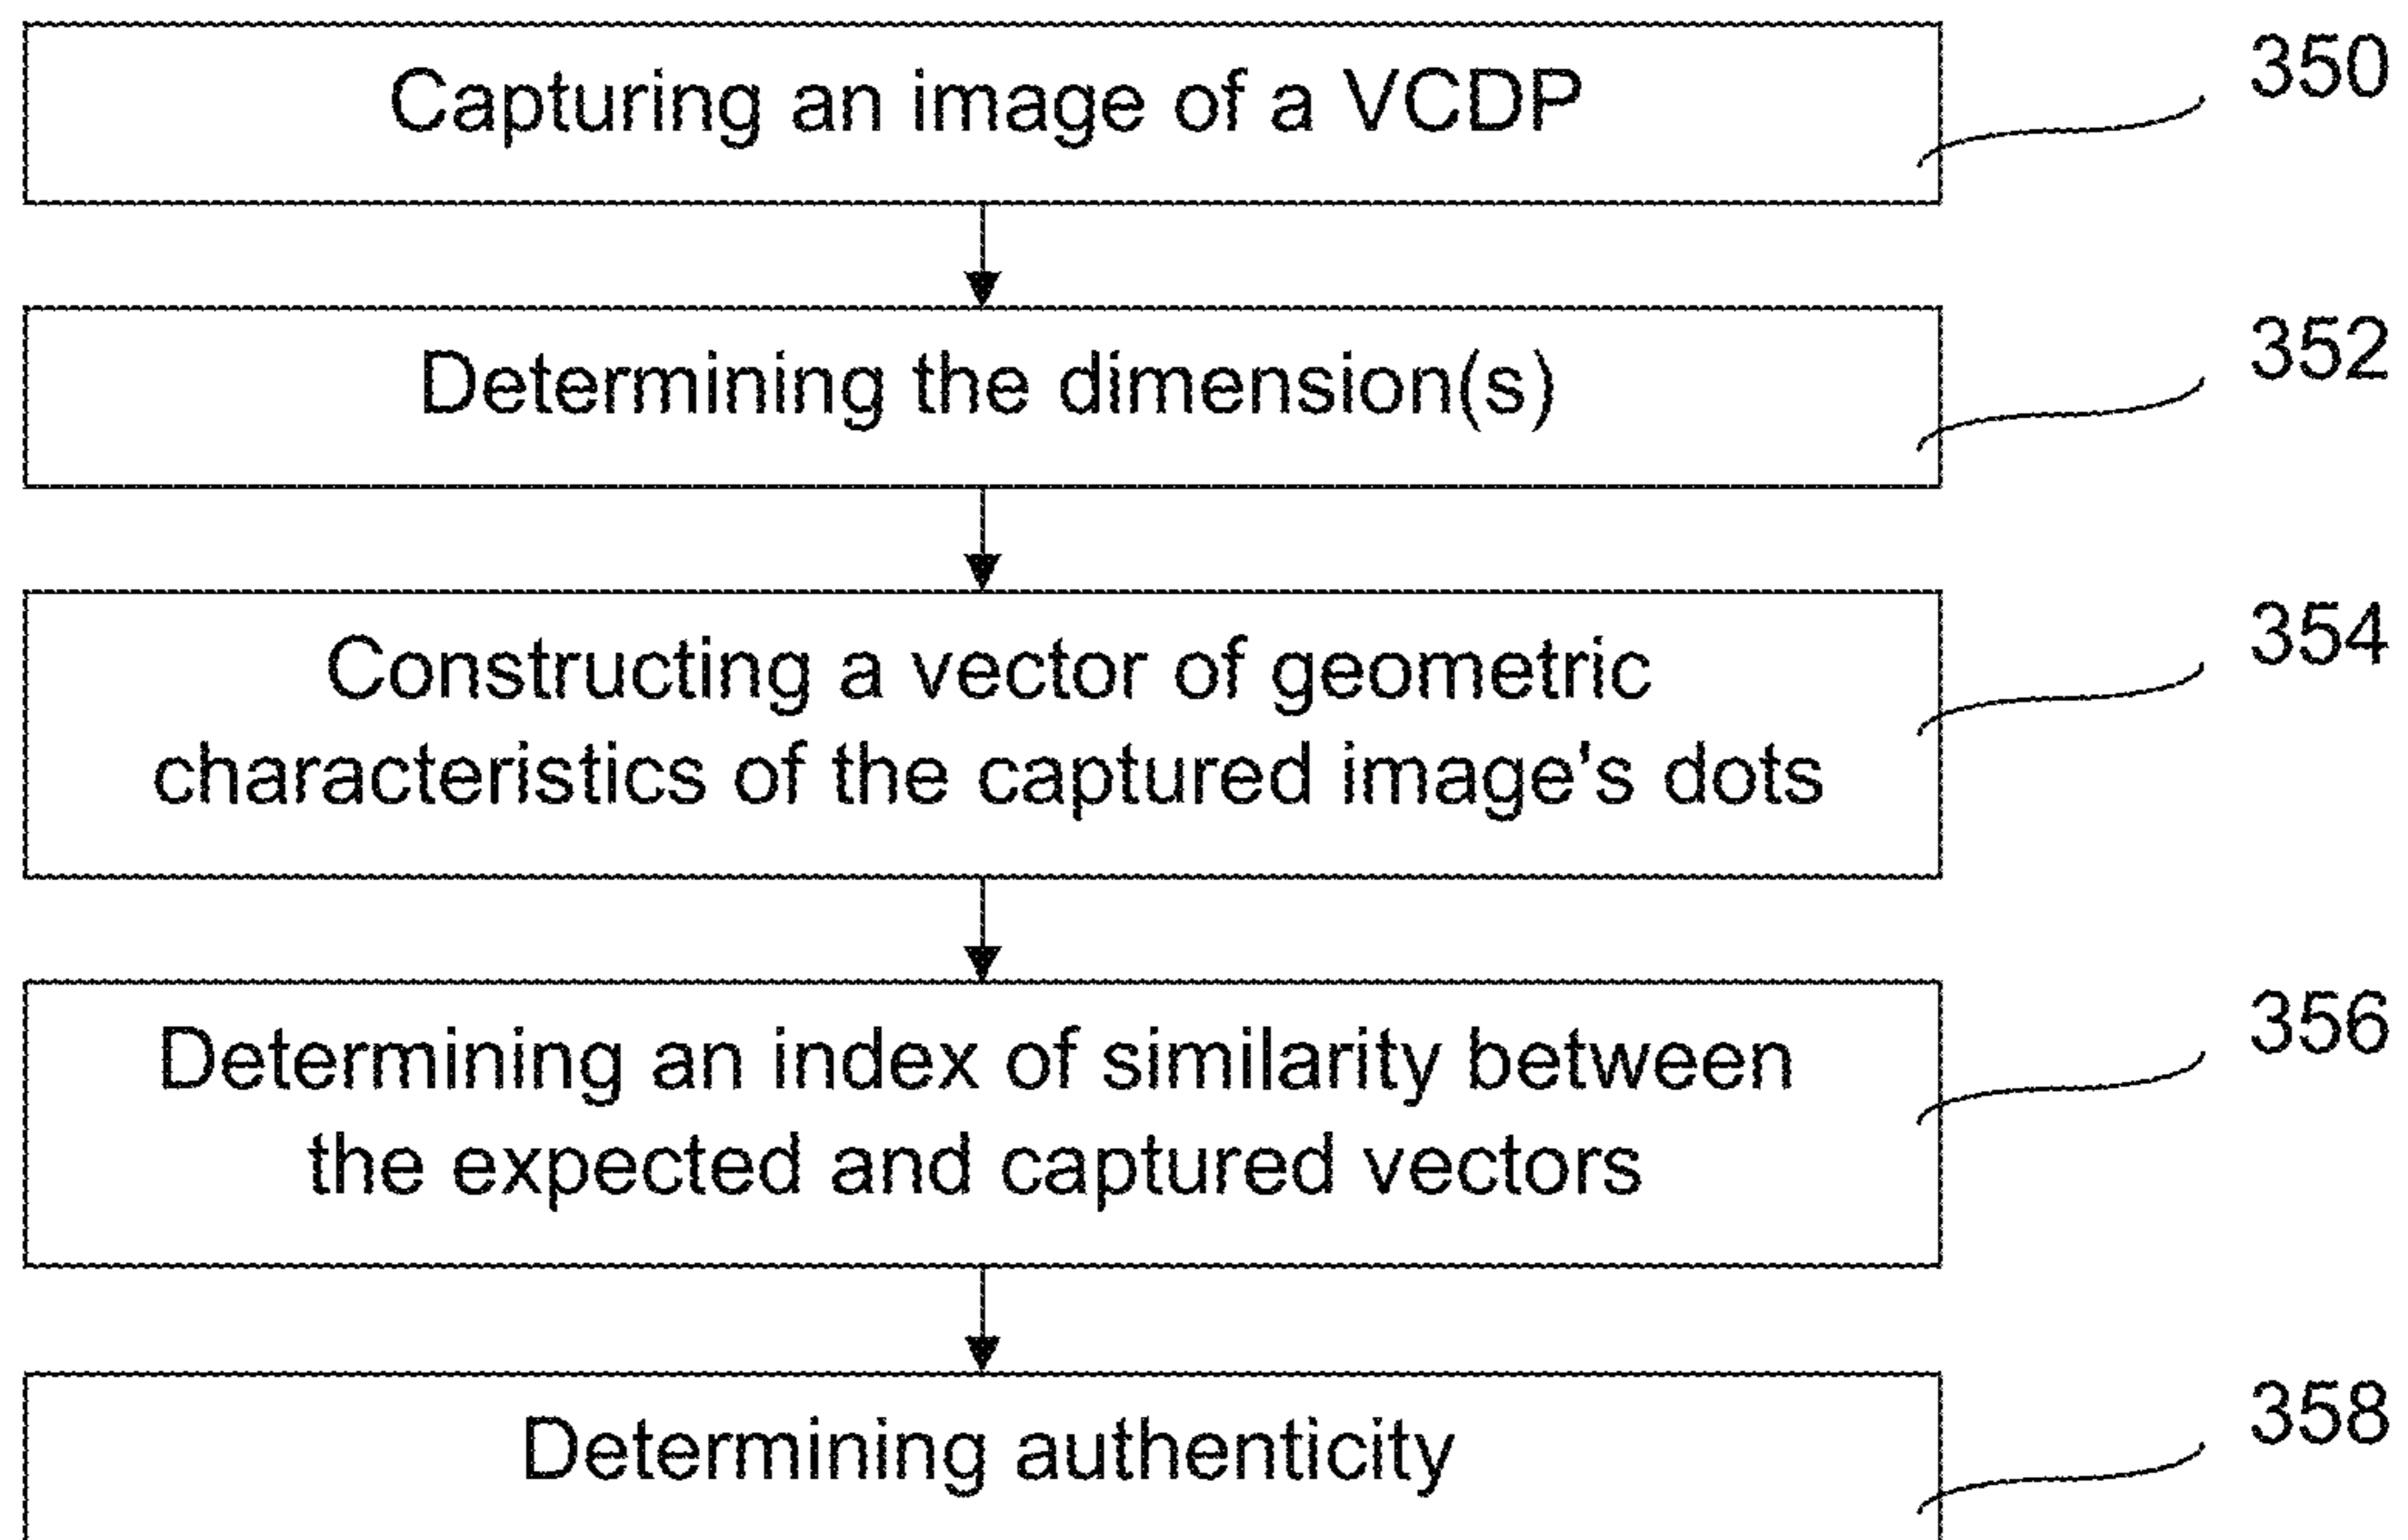 Capturing an image of a VCDP
350
Determining the dimension(s)
352
Constructing a vector of geometric
characteristics of the captured image's dots
354
Determining an index of similarity between
the expected and captured vectors
356
Determining authenticity
358